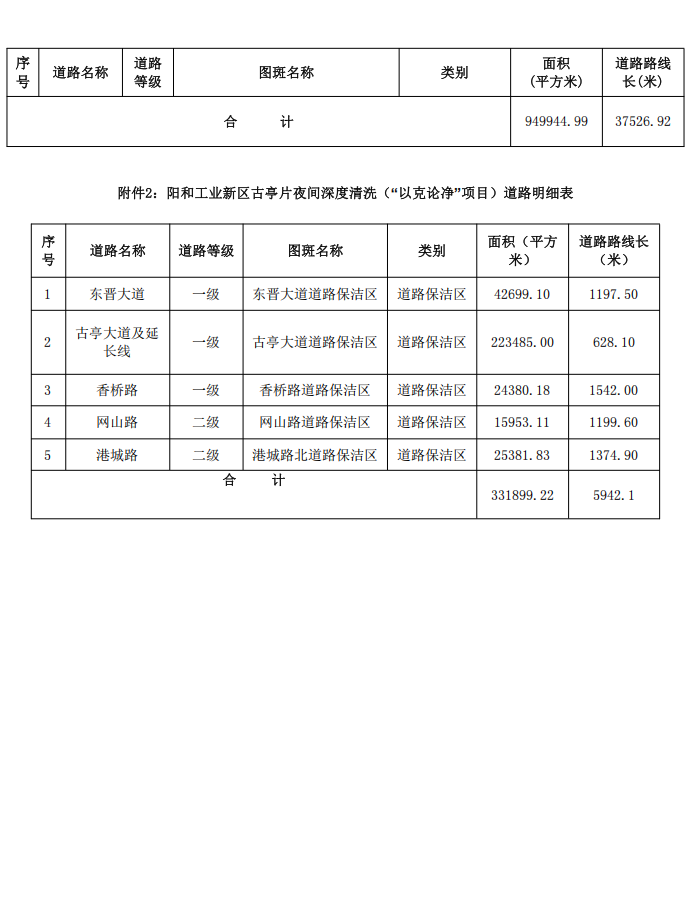 序号 道路名称 道路等级 图斑名称 类别 面积(平方米) 道路路线长(米)
合 计 949944.99 37526.92
附件2: 阳和工业新区古亭片夜间深度清洗（“以克论净”项目）道路明细表
序号 道路名称 道路等级 图斑名称 类别 面积（平方米） 道路路线长（米）
1 东晋大道 一级 东晋大道道路保洁区 道路保洁区 42699.10 1197.50
2 古亭大道及延长线 一级 古亭大道道路保洁区 道路保洁区 223485.00 628.10
3 香桥路 一级 香桥路道路保洁区 道路保洁区 24380.18 1542.00
4 网山路 二级 网山路道路保洁区 道路保洁区 15953.11 1199.60
5 港城路 二级 港城路北道路保洁区 道路保洁区 25381.83 1374.90
合 计 331899.22 5942.1